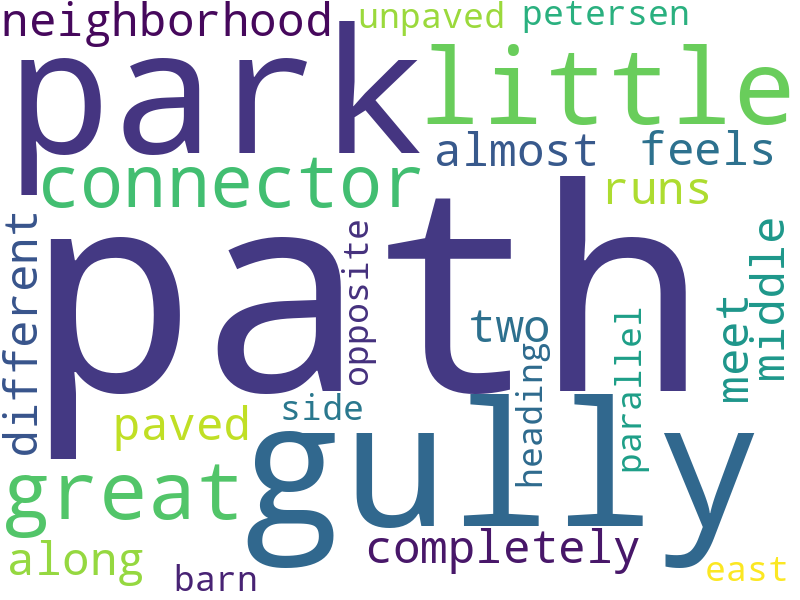 neighborhood
unpaved
petersen
park
little
almost
feels
connector
runs
path
different
opposite
two
middle
meet
heading
parallel
side
paved
gully
great
completely
along
barn
east